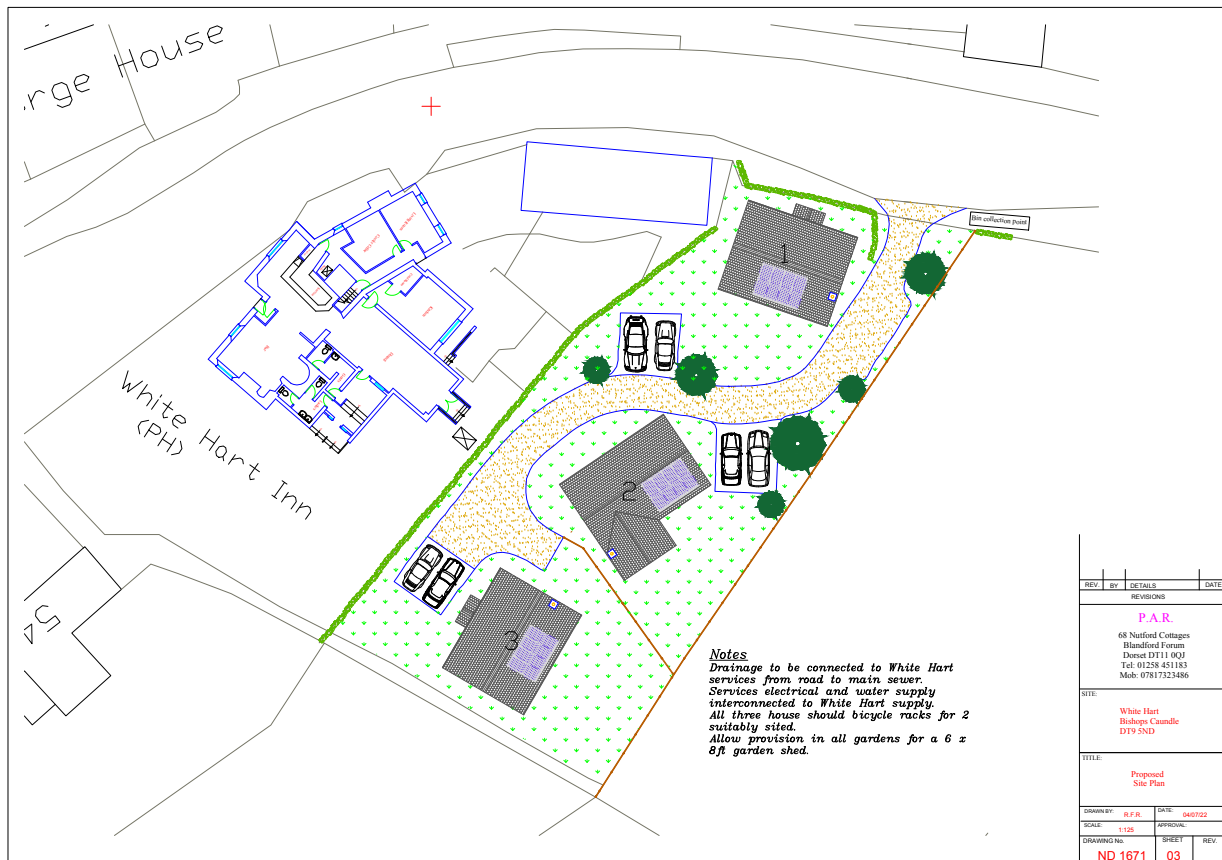 rge House
White Hart Inn
(PH)
54
1
2
3
Bin collection point
Notes
Drainage to be connected to White Hart
services from road to main sewer.
Services electrical and water supply
interconnected to White Hart supply.
All three house should bicycle racks for 2
suitably sited.
Allow provision in all gardens for a 6 x
8ft garden shed.
REV. BY DETAILS DATE
REVISIONS
P.A.R.
68 Nutford Cottages
Blandford Forum
Dorset DT11 0QJ
Tel: 01258 451183
Mob: 07817323486
SITE:
White Hart
Bishops Caundle
DT9 5ND
TITLE:
Proposed
Site Plan
DRAWN BY: R.F.R. DATE: 04/07/22
SCALE: 1:125 APPROVAL:
DRAWING No. SHEET REV.
ND 1671 03